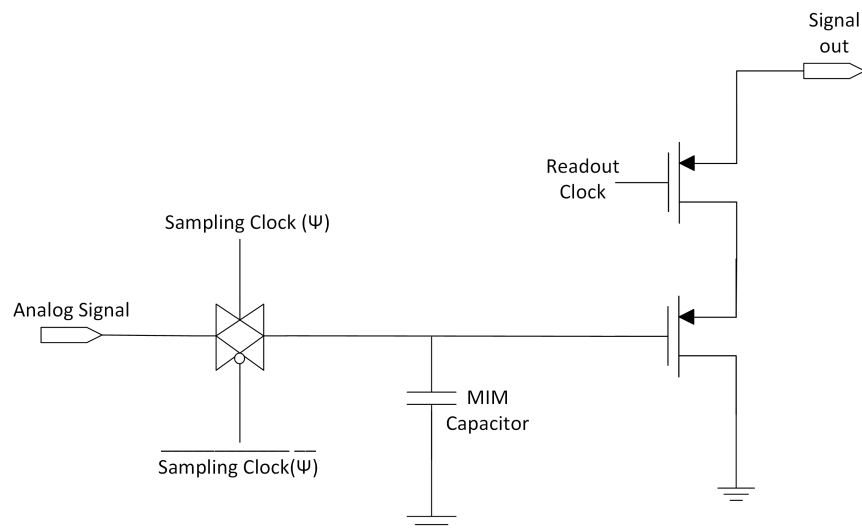 Signal
out
Readout
Clock
Sampling Clock (Ψ)
Analog Signal
MIM
Capacitor
Sampling Clock(Ψ)